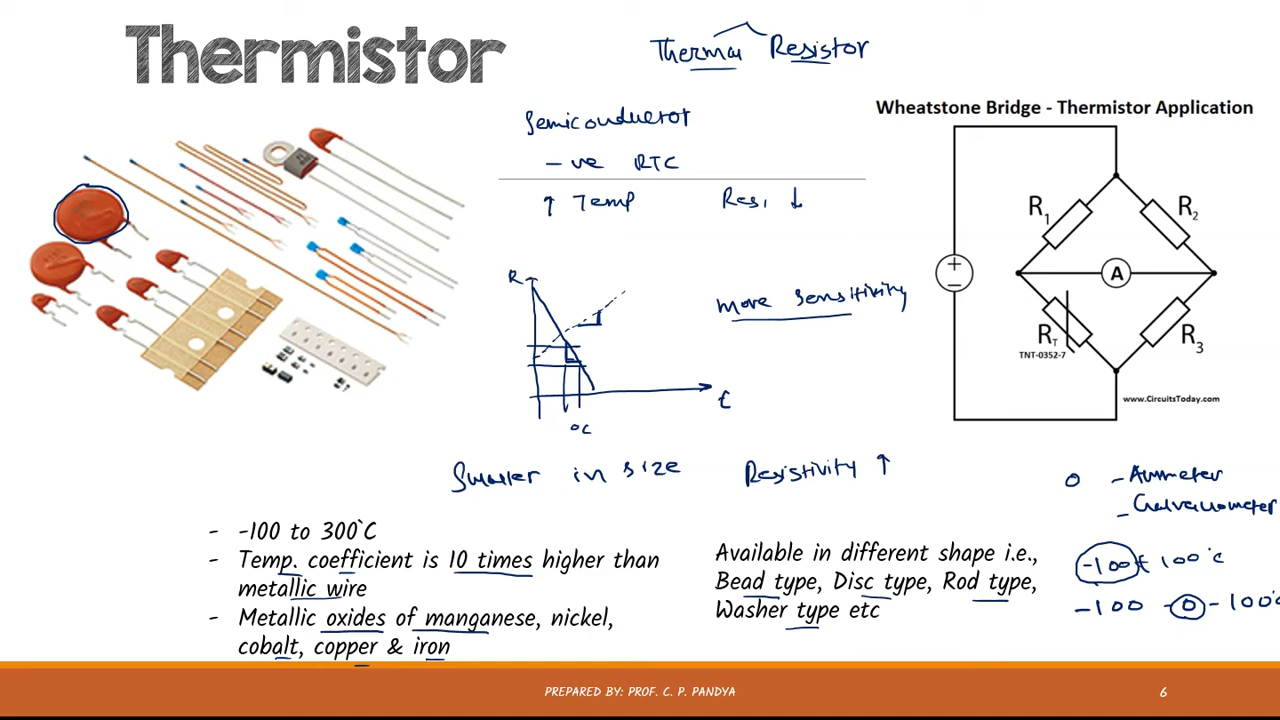 Thermistor
Thermal Resistor
Semiconductor
-ve RTC
↑ Temp Resi ↓
R
t
more sensitivity
Smaller in size Resistivity ↑
Wheatstone Bridge - Thermistor Application
R1
R2
+
−
A
RT
R3
TNT-0352-7
www.CircuitsToday.com
- -100 to 300°C
- Temp. coefficient is 10 times higher than
metallic wire
- Metallic oxides of manganese, nickel,
cobalt, copper & iron
Available in different shape i.e.,
Bead type, Disc type, Rod type,
Washer type etc
0 - Ammeter
- Galvanometer
-100 t 100°C
-100 - 0 - 100°
PREPARED BY: PROF. C. P. PANDYA
6